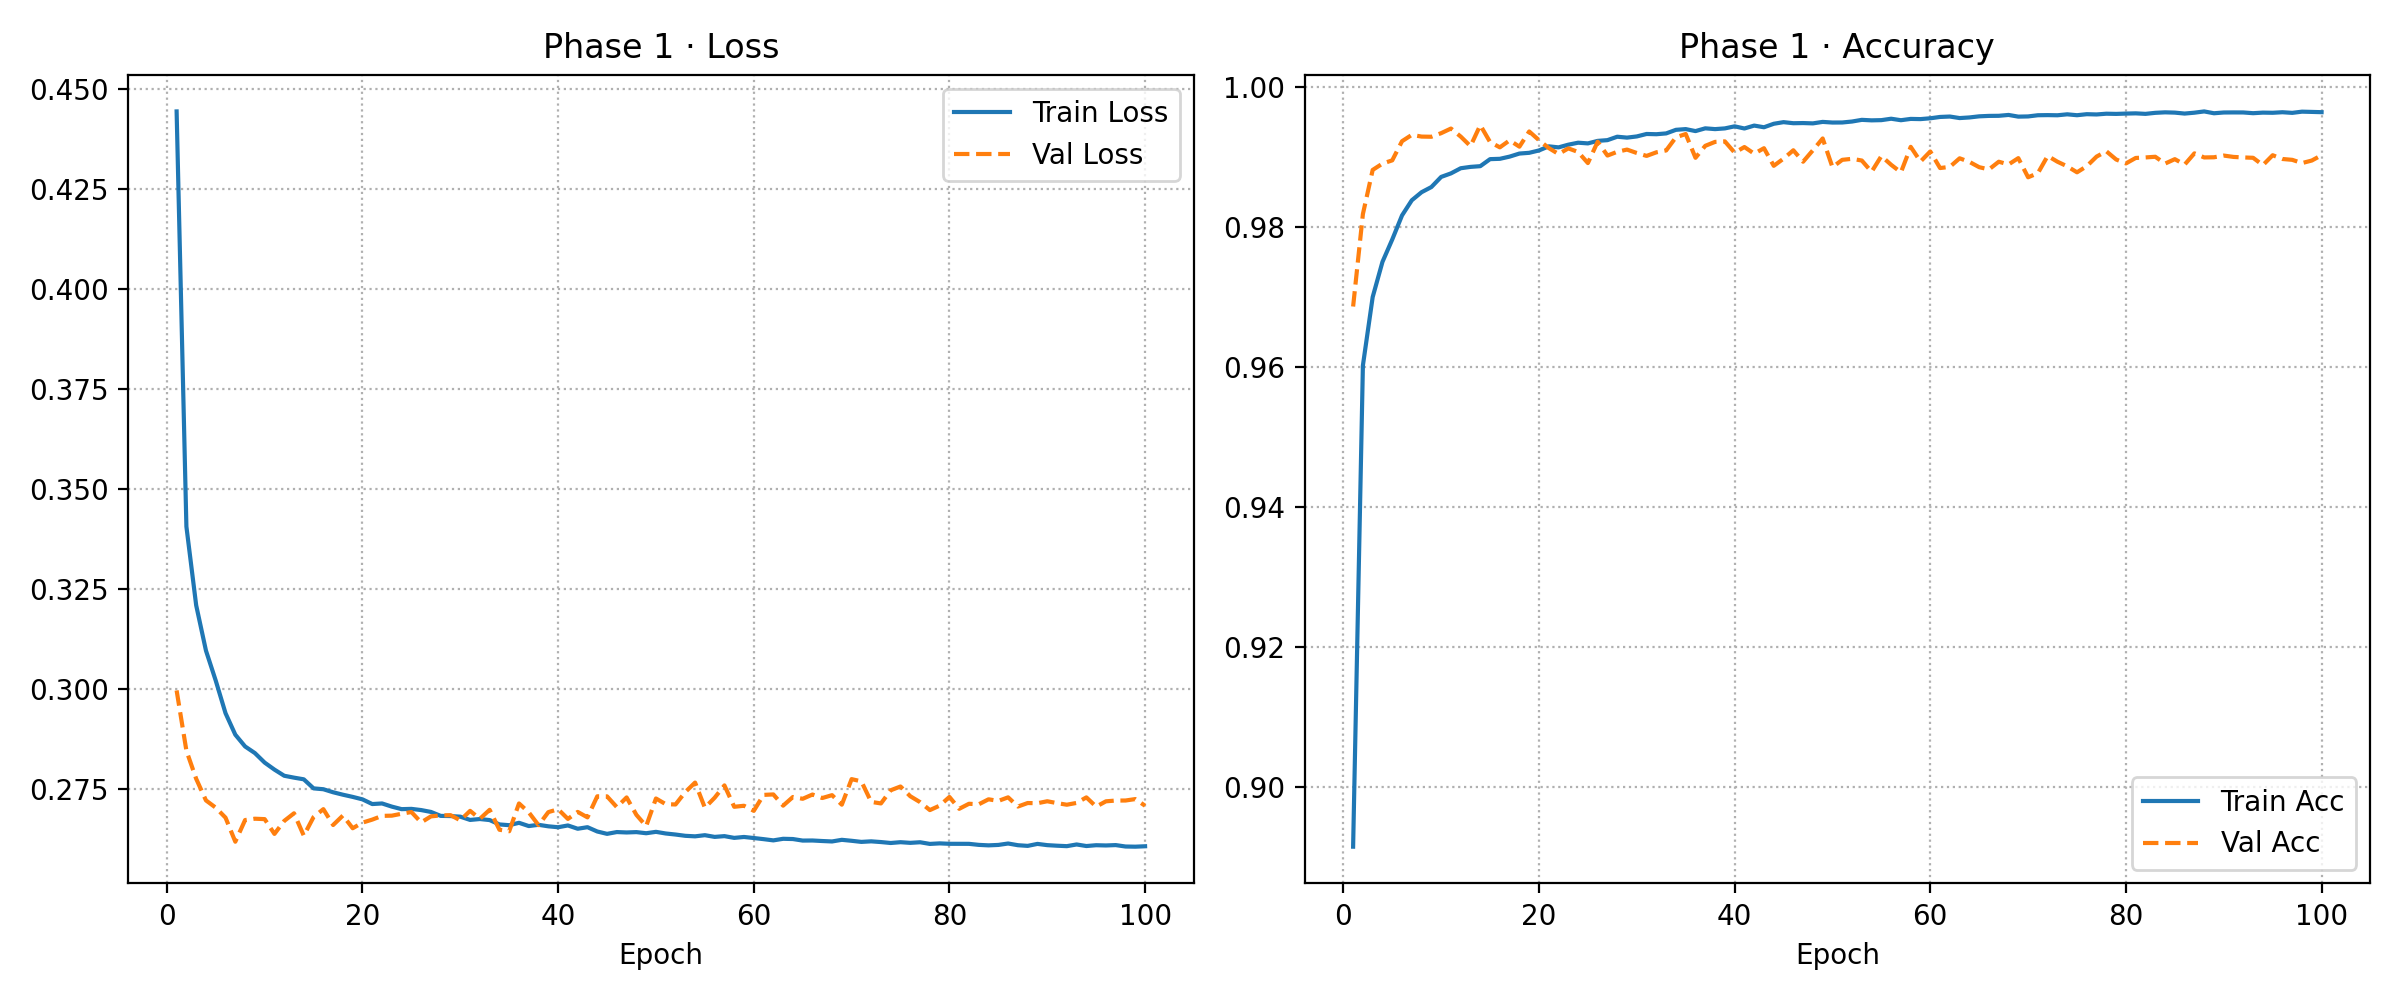 Phase 1 · Loss
0.450
0.425
0.400
0.375
0.350
0.325
0.300
0.275
0 20 40 60 80 100
Epoch
Train Loss
Val Loss
Phase 1 · Accuracy
1.00
0.98
0.96
0.94
0.92
0.90
0 20 40 60 80 100
Epoch
Train Acc
Val Acc